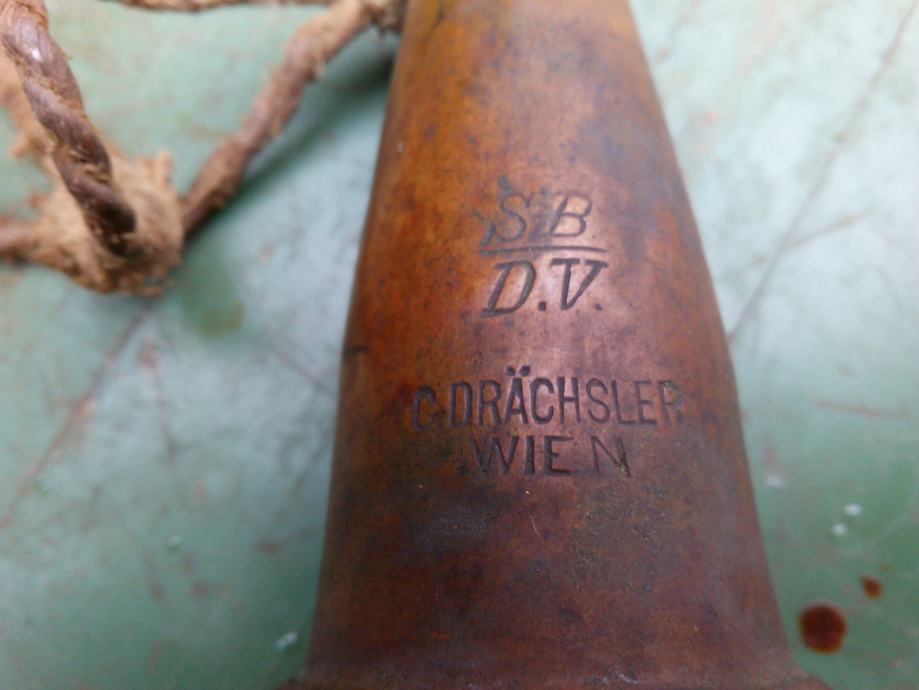 SB
D.V.
C.DRÄCHSLER
WIEN